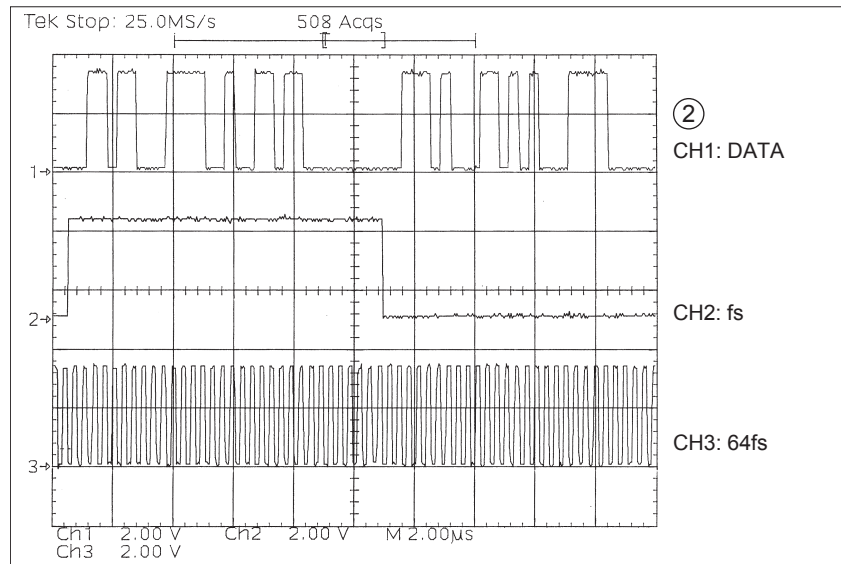 Tek Stop: 25.0MS/s 508 Acqs
②
CH1: DATA
1
CH2: fs
2
CH3: 64fs
3
Ch1 2.00 V Ch2 2.00 V M 2.00µs
Ch3 2.00 V